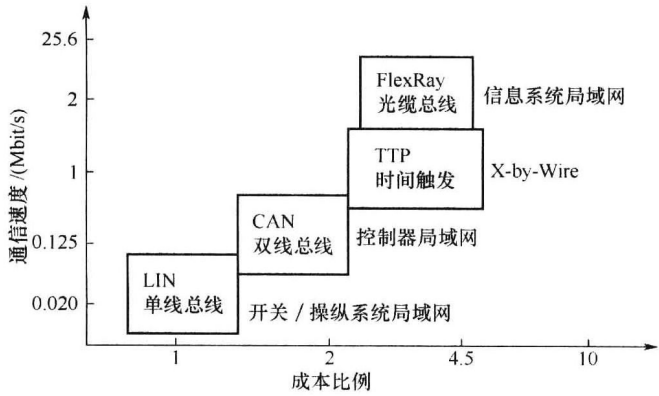 25.6
FlexRay
光缆总线
信息系统局域网
2
TTP
时间触发
X-by-Wire
1
CAN
双线总线
控制器局域网
0.125
LIN
单线总线
开关 / 操纵系统局域网
0.020
通信速度/(Mbit/s)
1
2
4.5
10
成本比例